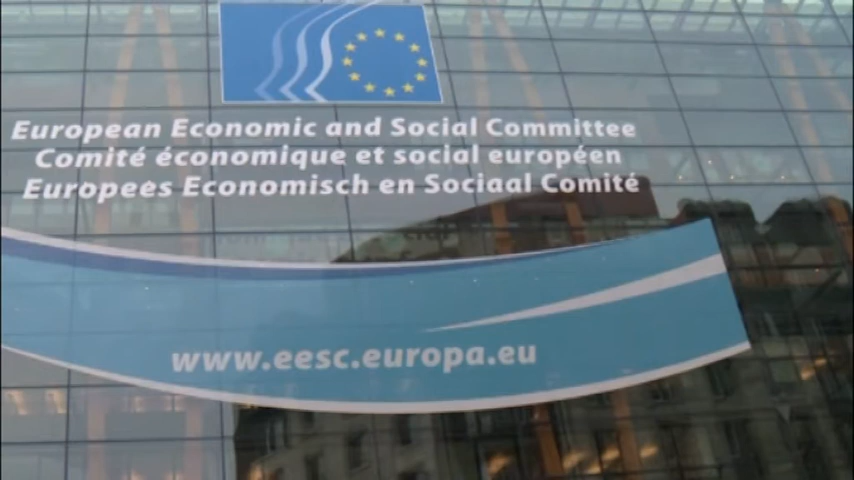 European Economic and Social Committee
Comité économique et social européen
Europees Economisch en Sociaal Comité
www.eesc.europa.eu